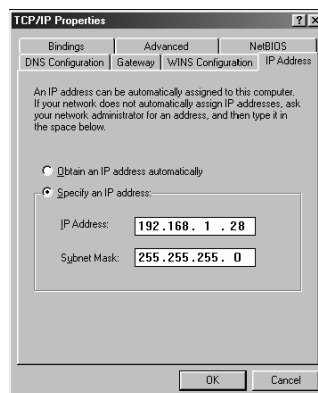 TCP/IP Properties ? x
Bindings Advanced NetBIOS
DNS Configuration Gateway WINS Configuration IP Address
An IP address can be automatically assigned to this computer.
If your network does not automatically assign IP addresses, ask
your network administrator for an address, and then type it in
the space below.
Obtain an IP address automatically
Specify an IP address:
IP Address: 192.168. 1 .28
Subnet Mask: 255.255.255. 0
OK Cancel